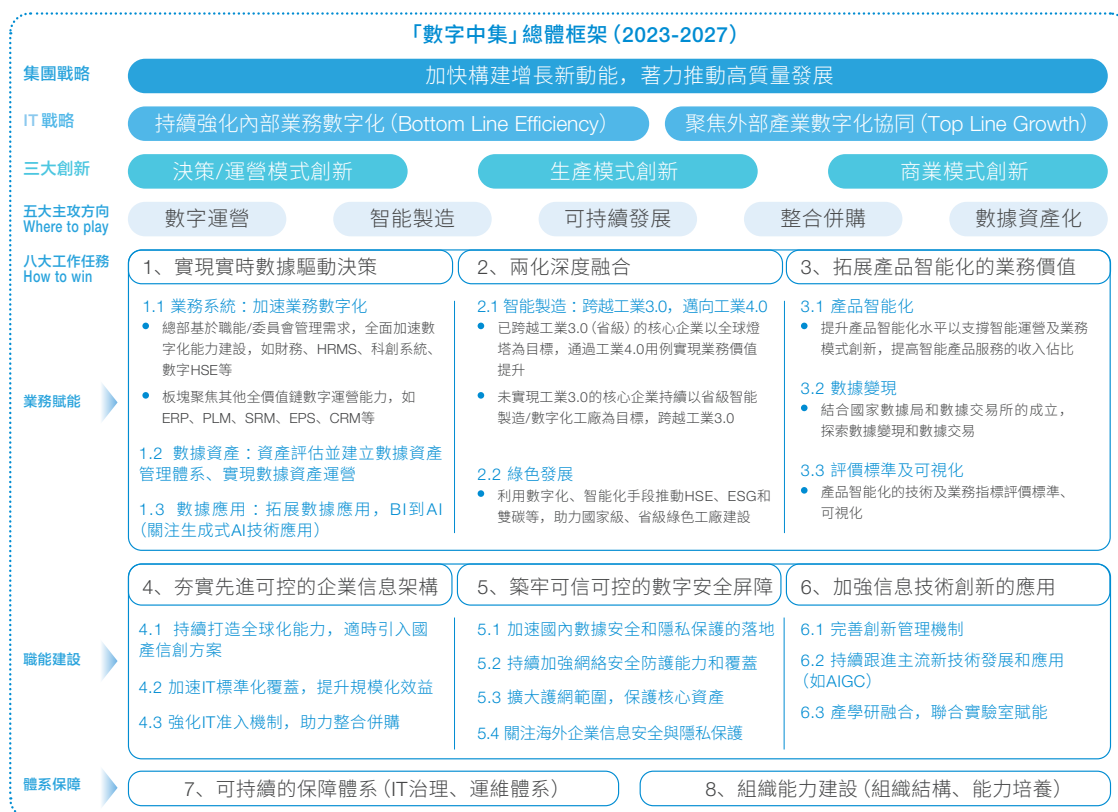 「數字中集」總體框架（2023-2027）
集團戰略
加快構建增長新動能，著力推動高質量發展
IT戰略
持續強化內部業務數字化（Bottom Line Efficiency）
聚焦外部產業數字化協同（Top Line Growth）
三大創新
決策/運營模式創新
生產模式創新
商業模式創新
五大主攻方向
Where to play
數字運營
智能製造
可持續發展
整合併購
數據資產化
八大工作任務
How to win
1、實現實時數據驅動決策
2、兩化深度融合
3、拓展產品智能化的業務價值
業務賦能
1.1 業務系統：加速業務數字化
● 總部基於職能/委員會管理需求，全面加速數
字化能力建設，如財務、HRMS、科創系統、
數字HSE等
● 板塊聚焦其他全價值鏈數字運營能力，如
ERP、PLM、SRM、EPS、CRM等
1.2 數據資產：資產評估並建立數據資產
管理體系、實現數據資產運營
1.3 數據應用：拓展數據應用，BI到AI
（關注生成式AI技術應用）
2.1 智能製造：跨越工業3.0，邁向工業4.0
● 已跨越工業3.0（省級）的核心企業以全球燈
塔為目標，通過工業4.0用例實現業務價值
提升
● 未實現工業3.0的核心企業持續以省級智能
製造/數字化工廠為目標，跨越工業3.0
2.2 綠色發展
● 利用數字化、智能化手段推動HSE、ESG和
雙碳等，助力國家級、省級綠色工廠建設
3.1 產品智能化
● 提升產品智能化水平以支撐智能運營及業務
模式創新，提高智能產品服務的收入佔比
3.2 數據變現
● 結合國家數據局和數據交易所的成立，
探索數據變現和數據交易
3.3 評價標準及可視化
● 產品智能化的技術及業務指標評價標準、
可視化
4、夯實先進可控的企業信息架構
5、築牢可信可控的數字安全屏障
6、加強信息技術創新的應用
職能建設
4.1 持續打造全球化能力，適時引入國
產信創方案
4.2 加速IT標準化覆蓋，提升規模化效益
4.3 強化IT准入機制，助力整合併購
5.1 加速國內數據安全和隱私保護的落地
5.2 持續加強網絡安全防護能力和覆蓋
5.3 擴大護網範圍，保護核心資產
5.4 關注海外企業信息安全與隱私保護
6.1 完善創新管理機制
6.2 持續跟進主流新技術發展和應用
（如AIGC）
6.3 產學研融合，聯合實驗室賦能
體系保障
7、可持續的保障體系（IT治理、運維體系）
8、組織能力建設（組織結構、能力培養）